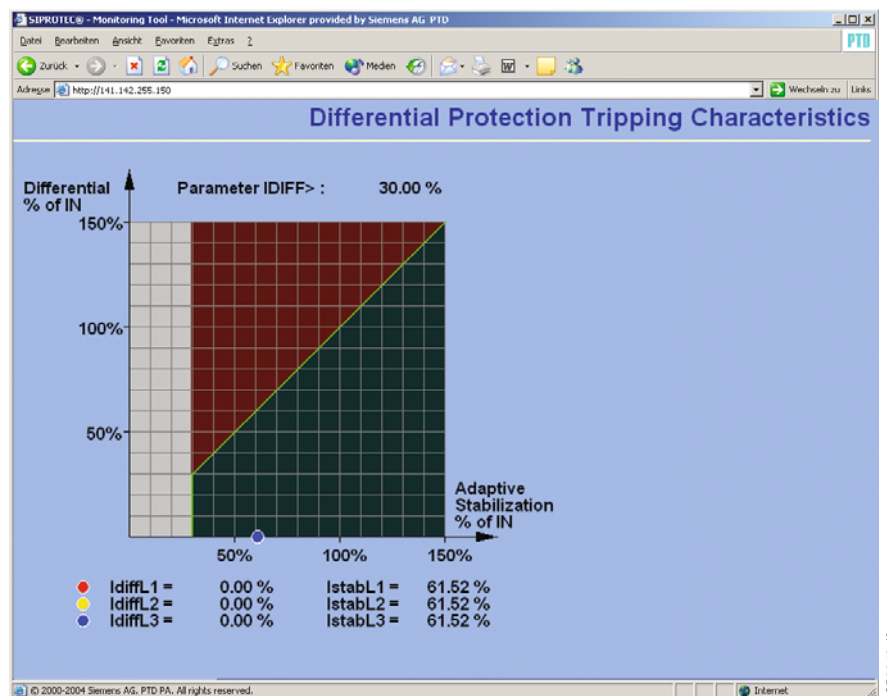 SIPROTEC® - Monitoring Tool - Microsoft Internet Explorer provided by Siemens AG PTD
Datei Bearbeiten Ansicht Favoriten Extras ?
PTD
Zurück Suchen Favoriten Medien
Adresse http://141.142.255.150 Wechseln zu Links
Differential Protection Tripping Characteristics
Differential
% of IN
Parameter IDIFF> : 30.00 %
150%
100%
50%
Adaptive
Stabilization
% of IN
50% 100% 150%
IdiffL1 = 0.00 % IstabL1 = 61.52 %
IdiffL2 = 0.00 % IstabL2 = 61.52 %
IdiffL3 = 0.00 % IstabL3 = 61.52 %
© 2000-2004 Siemens AG. PTD PA. All rights reserved. Internet